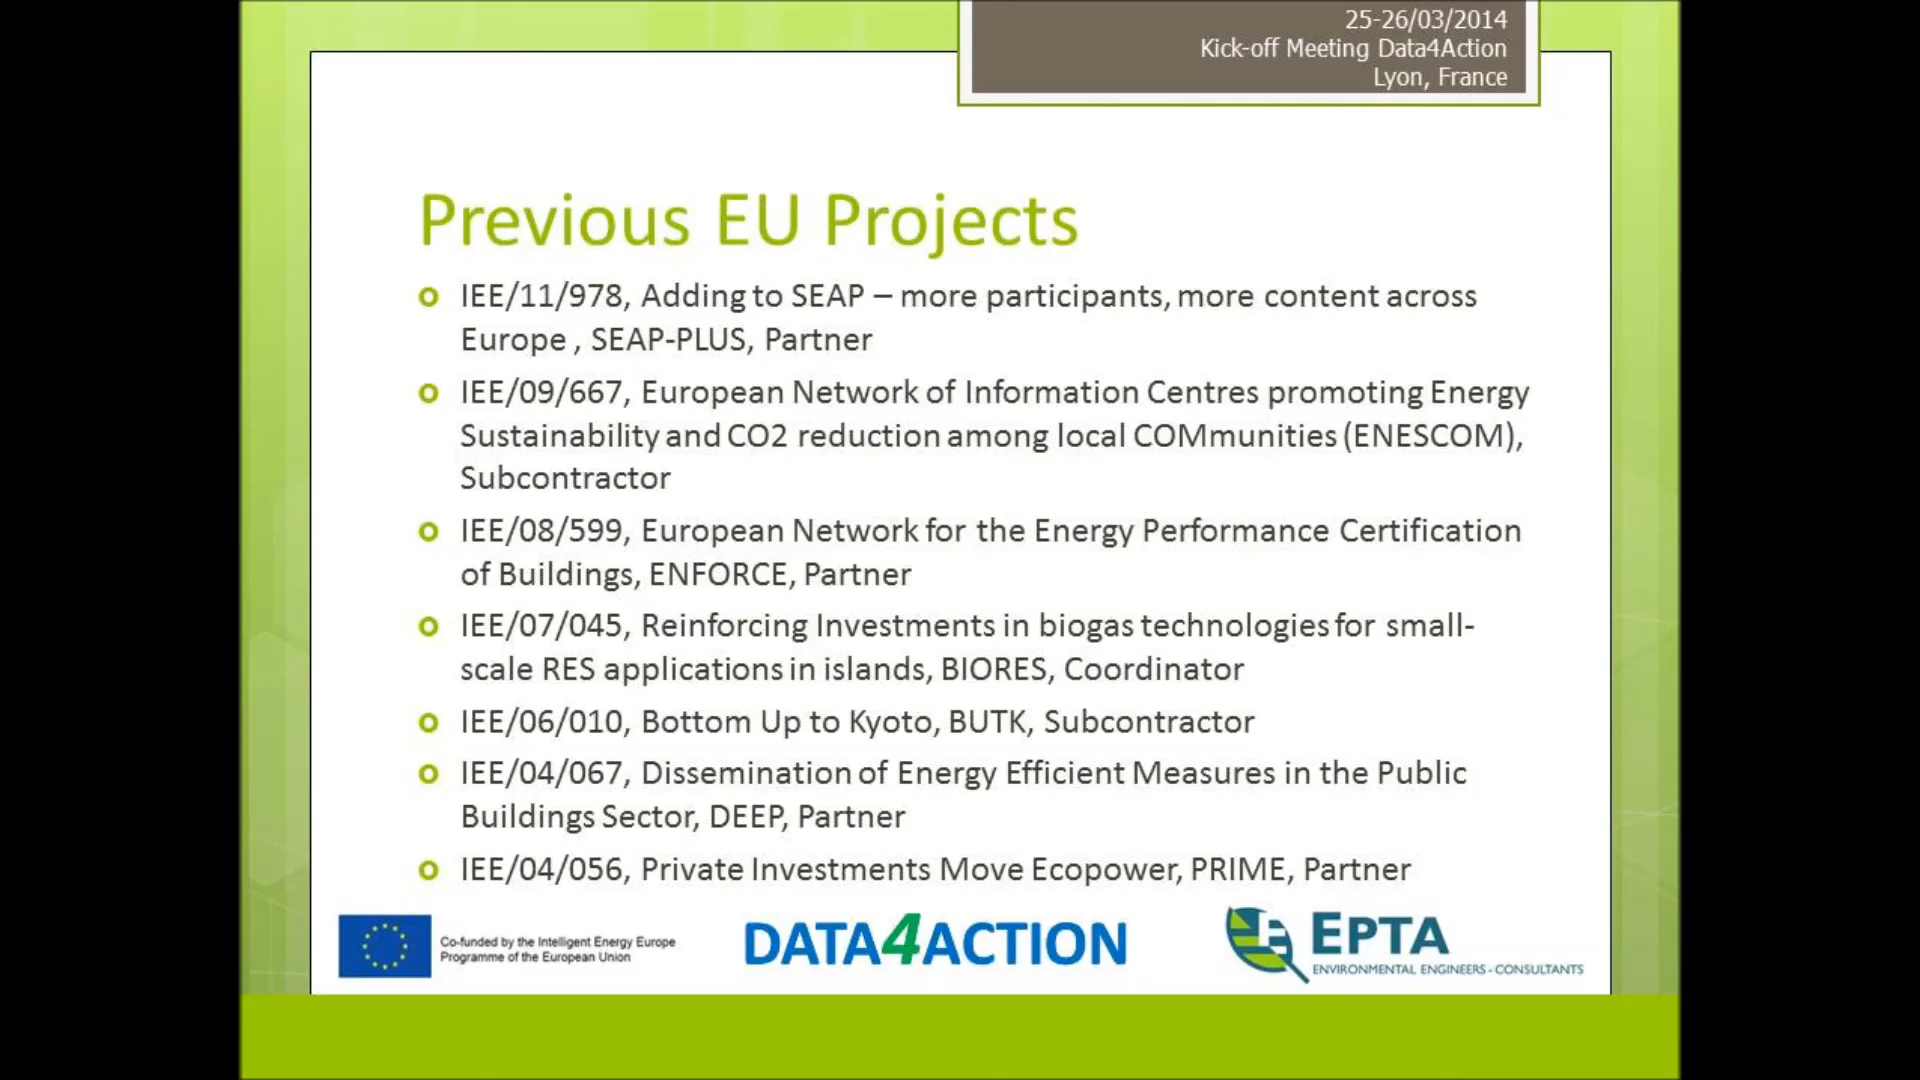 25-26/03/2014
Kick-off Meeting Data4Action
Lyon, France
Previous EU Projects
IEE/11/978, Adding to SEAP – more participants, more content across
Europe , SEAP-PLUS, Partner
IEE/09/667, European Network of Information Centres promoting Energy
Sustainability and CO2 reduction among local COMmunities (ENESCOM),
Subcontractor
IEE/08/599, European Network for the Energy Performance Certification
of Buildings, ENFORCE, Partner
IEE/07/045, Reinforcing Investments in biogas technologies for small-
scale RES applications in islands, BIORES, Coordinator
IEE/06/010, Bottom Up to Kyoto, BUTK, Subcontractor
IEE/04/067, Dissemination of Energy Efficient Measures in the Public
Buildings Sector, DEEP, Partner
IEE/04/056, Private Investments Move Ecopower, PRIME, Partner
Co-funded by the Intelligent Energy Europe
Programme of the European Union
DATA4ACTION
EPTA
ENVIRONMENTAL ENGINEERS - CONSULTANTS